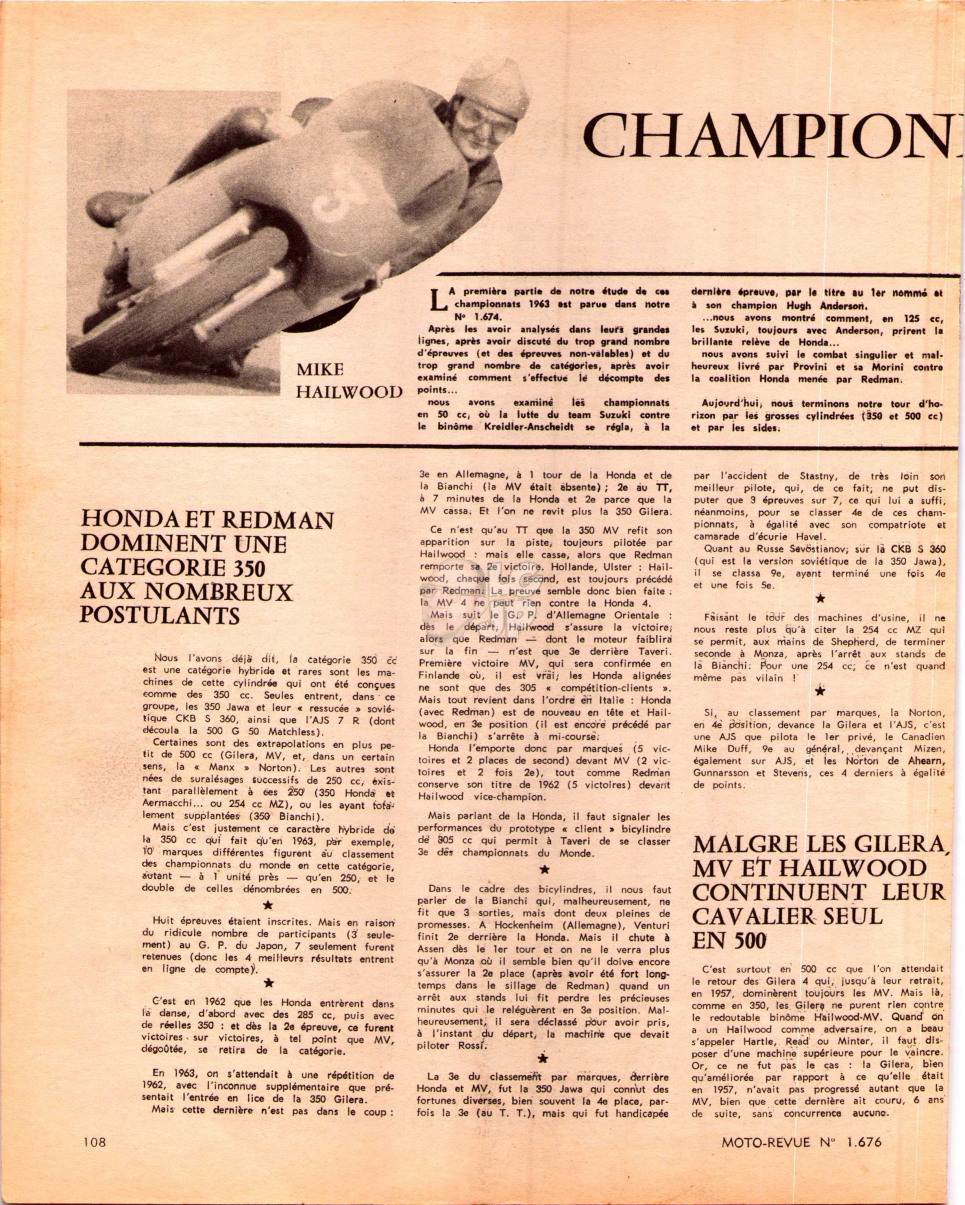 CHAMPION
MIKE
HAILWOOD
LA première partie de notre étude de ces
championnats 1963 est parue dans notre
N° 1.674.
Après les avoir analysés dans leurs grandes
lignes, après avoir discuté du trop grand nombre
d'épreuves (et des épreuves non-valables) et du
trop grand nombre de catégories, après avoir
examiné comment s'effectue le décompte des
points...
nous avons examiné les championnats
en 50 cc, où la lutte du team Suzuki contre
le binôme Kreidler-Anscheidt se régla, à la
dernière épreuve, par le titre au 1er nommé et
à son champion Hugh Anderson.
...nous avons montré comment, en 125 cc,
les Suzuki, toujours avec Anderson, prirent la
brillante relève de Honda...
nous avons suivi le combat singulier et mal-
heureux livré par Provini et sa Morini contre
la coalition Honda menée par Redman.
Aujourd'hui, nous terminons notre tour d'ho-
rizon par les grosses cylindrées (350 et 500 cc)
et par les sides.
HONDA ET REDMAN
DOMINENT UNE
CATEGORIE 350
AUX NOMBREUX
POSTULANTS
Nous l'avons déjà dit, la catégorie 350 cc
est une catégorie hybride et rares sont les ma-
chines de cette cylindrée qui ont été conçues
comme des 350 cc. Seules entrent, dans ce
groupe, les 350 Jawa et leur « ressucée » sovié-
tique CKB S 360, ainsi que l'AJS 7 R (dont
découla la 500 G 50 Matchless).
Certaines sont des extrapolations en plus pe-
tit de 500 cc (Gilera, MV, et, dans un certain
sens, la « Manx » Norton). Les autres sont
nées de suralésages successifs de 250 cc, exis-
tant parallèlement à ces 250 (350 Honda et
Aermacchi... ou 254 cc MZ), ou les ayant tota-
lement supplantées (350 Bianchi).
Mais c'est justement ce caractère hybride de
la 350 cc qui fait qu'en 1963, par exemple,
10 marques différentes figurent au classement
des championnats du monde en cette catégorie,
autant — à 1 unité près — qu'en 250, et le
double de celles dénombrées en 500.
★
Huit épreuves étaient inscrites. Mais en raison
du ridicule nombre de participants (3 seule-
ment) au G. P. du Japon, 7 seulement furent
retenues (donc les 4 meilleurs résultats entrent
en ligne de compte).
★
C'est en 1962 que les Honda entrèrent dans
la danse, d'abord avec des 285 cc, puis avec
de réelles 350 : et dès la 2e épreuve, ce furent
victoires sur victoires, à tel point que MV,
dégoûtée, se retira de la catégorie.
En 1963, on s'attendait à une répétition de
1962, avec l'inconnue supplémentaire que pré-
sentait l'entrée en lice de la 350 Gilera.
Mais cette dernière n'est pas dans le coup :
3e en Allemagne, à 1 tour de la Honda et de
la Bianchi (la MV était absente) ; 2e au TT,
à 7 minutes de la Honda et 2e parce que la
MV cassa. Et l'on ne revit plus la 350 Gilera.
Ce n'est qu'au TT que la 350 MV refit son
apparition sur la piste, toujours pilotée par
Hailwood : mais elle casse, alors que Redman
remporte sa 2e victoire. Hollande, Ulster : Hail-
wood, chaque fois second, est toujours précédé
par Redman. La preuve semble donc bien faite :
la MV 4 ne peut rien contre la Honda 4.
Mais suit le G. P. d'Allemagne Orientale :
dès le départ, Hailwood s'assure la victoire,
alors que Redman — dont le moteur faiblira
sur la fin — n'est que 3e derrière Taveri.
Première victoire MV, qui sera confirmée en
Finlande où, il est vrai, les Honda alignées
ne sont que des 305 « compétition-clients ».
Mais tout revient dans l'ordre en Italie : Honda
(avec Redman) est de nouveau en tête et Hail-
wood, en 3e position (il est encore précédé par
la Bianchi) s'arrête à mi-course.
Honda l'emporte donc par marques (5 vic-
toires et 2 places de second) devant MV (2 vic-
toires et 2 fois 2e), tout comme Redman
conserve son titre de 1962 (5 victoires) devant
Hailwood vice-champion.
Mais parlant de la Honda, il faut signaler les
performances du prototype « client » bicylindre
de 305 cc qui permit à Taveri de se classer
3e des championnats du Monde.
★
Dans le cadre des bicylindres, il nous faut
parler de la Bianchi qui, malheureusement, ne
fit que 3 sorties, mais dont deux pleines de
promesses. A Hockenheim (Allemagne), Venturi
finit 2e derrière la Honda. Mais il chute à
Assen dès le 1er tour et on ne le verra plus
qu'à Monza où il semble bien qu'il doive encore
s'assurer la 2e place (après avoir été fort long-
temps dans le sillage de Redman) quand un
arrêt aux stands lui fit perdre les précieuses
minutes qui le reléguèrent en 3e position. Mal-
heureusement, il sera déclassé pour avoir pris,
à l'instant du départ, la machine que devait
piloter Rossi.
★
La 3e du classement par marques, derrière
Honda et MV, fut la 350 Jawa qui connut des
fortunes diverses, bien souvent la 4e place, par-
fois la 3e (au T. T.), mais qui fut handicapée
par l'accident de Stastny, de très loin son
meilleur pilote, qui, de ce fait, ne put dis-
puter que 3 épreuves sur 7, ce qui lui a suffi,
néanmoins, pour se classer 4e de ces cham-
pionnats, à égalité avec son compatriote et
camarade d'écurie Havel.
Quant au Russe Sevostianov, sur la CKB S 360
(qui est la version soviétique de la 350 Jawa),
il se classa 9e, ayant terminé une fois 4e
et une fois 5e.
★
Faisant le tour des machines d'usine, il ne
nous reste plus qu'à citer la 254 cc MZ qui
se permit, aux mains de Shepherd, de terminer
seconde à Monza, après l'arrêt aux stands de
la Bianchi. Pour une 254 cc, ce n'est quand
même pas vilain !
★
Si, au classement par marques, la Norton,
en 4e position, devance la Gilera et l'AJS, c'est
une AJS que pilota le 1er privé, le Canadien
Mike Duff, 9e au général, devançant Mizen,
également sur AJS, et les Norton de Ahearn,
Gunnarsson et Stevens, ces 4 derniers à égalité
de points.
MALGRE LES GILERA,
MV ET HAILWOOD
CONTINUENT LEUR
CAVALIER SEUL
EN 500
C'est surtout en 500 cc que l'on attendait
le retour des Gilera 4 qui, jusqu'à leur retrait,
en 1957, dominèrent toujours les MV. Mais là,
comme en 350, les Gilera ne purent rien contre
le redoutable binôme Hailwood-MV. Quand on
a un Hailwood comme adversaire, on a beau
s'appeler Hartle, Read ou Minter, il faut dis-
poser d'une machine supérieure pour le vaincre.
Or, ce ne fut pas le cas : la Gilera, bien
qu'améliorée par rapport à ce qu'elle était
en 1957, n'avait pas progressé autant que la
MV, bien que cette dernière ait couru, 6 ans
de suite, sans concurrence aucune.
108
MOTO-REVUE N° 1.676